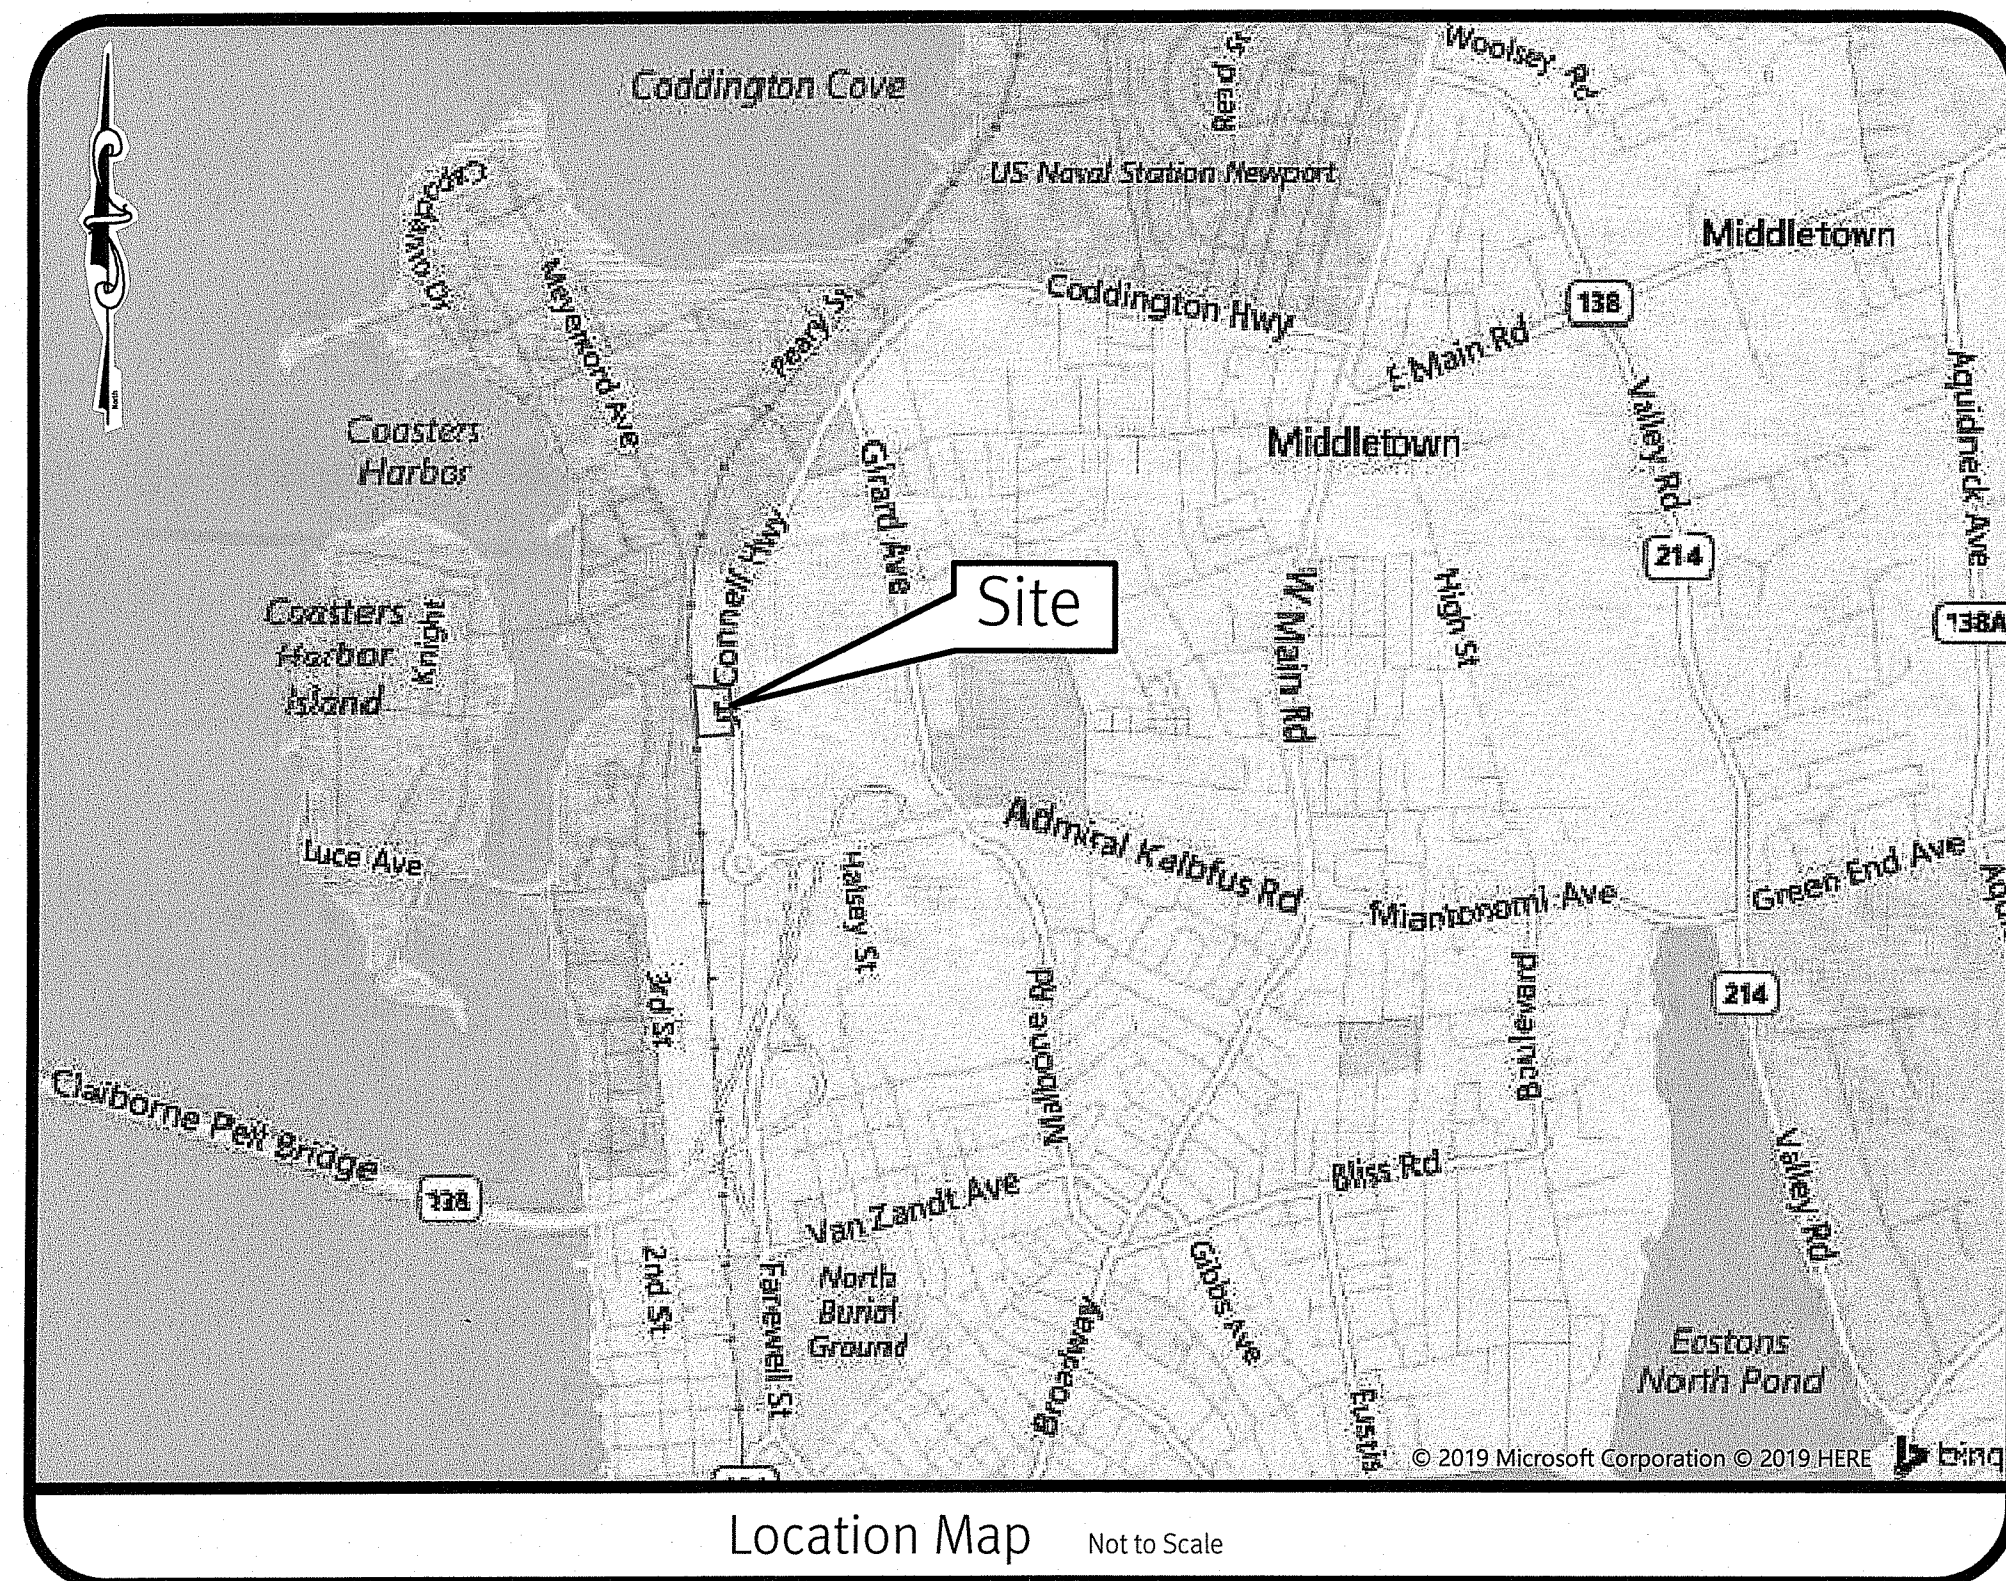 Coddington Cove
Woolsey Rd
US Naval Station Newport
Middletown
Cap
Meyerkord Ave
Peary St
Coddington Hwy
138
E Main Rd
Valley Rd
Aquidneck Ave
North
Coasters
Harbor
Girard Ave
Middletown
214
138A
Jr Connell Hwy
Site
Coasters
Harbor
Island
Knight
W Main Rd
High St
Luce Ave
Halsey St
Admiral Kalbfus Rd
Miantonomi Ave
Green End Ave
3rd St
Malbone Rd
Boulevard
214
Claiborne Pell Bridge
138
Van Zandt Ave
Bliss Rd
Valley Rd
2nd St
Farewell St
North
Burial
Ground
Broadway
Gibbs Ave
Eustis
Eastons
North Pond
© 2019 Microsoft Corporation © 2019 HERE
bing
Location Map
Not to Scale